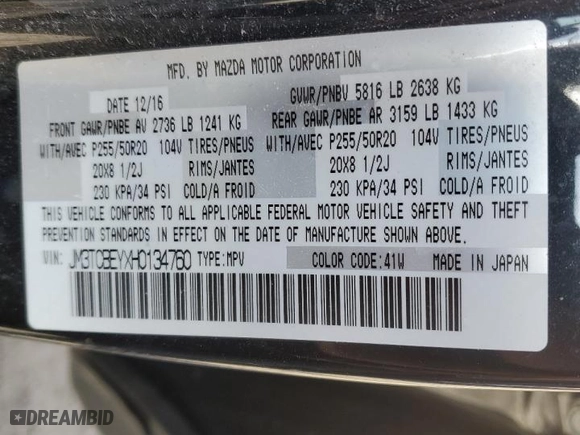 MFD. BY MAZDA MOTOR CORPORATION
DATE 12/16 GVWR/PNBV 5816 LB 2638 KG
FRONT GAWR/PNBE AV 2736 LB 1241 KG REAR GAWR/PNBE AR 3159 LB 1433 KG
WITH/AVEC P255/50R20 104V TIRES/PNEUS WITH/AVEC P255/50R20 104V TIRES/PNEUS
20X8 1/2J RIMS/JANTES 20X8 1/2J RIMS/JANTES
230 KPA/34 PSI COLD/A FROID 230 KPA/34 PSI COLD/A FROID
THIS VEHICLE CONFORMS TO ALL APPLICABLE FEDERAL MOTOR VEHICLE SAFETY AND THEFT
PREVENTION STANDARDS IN EFFECT ON THE DATE OF MANUFACTURE SHOWN ABOVE.
VIN: JM3TCBEYXH0134760 TYPE:MPV COLOR CODE:41W MADE IN JAPAN
DREAMBID